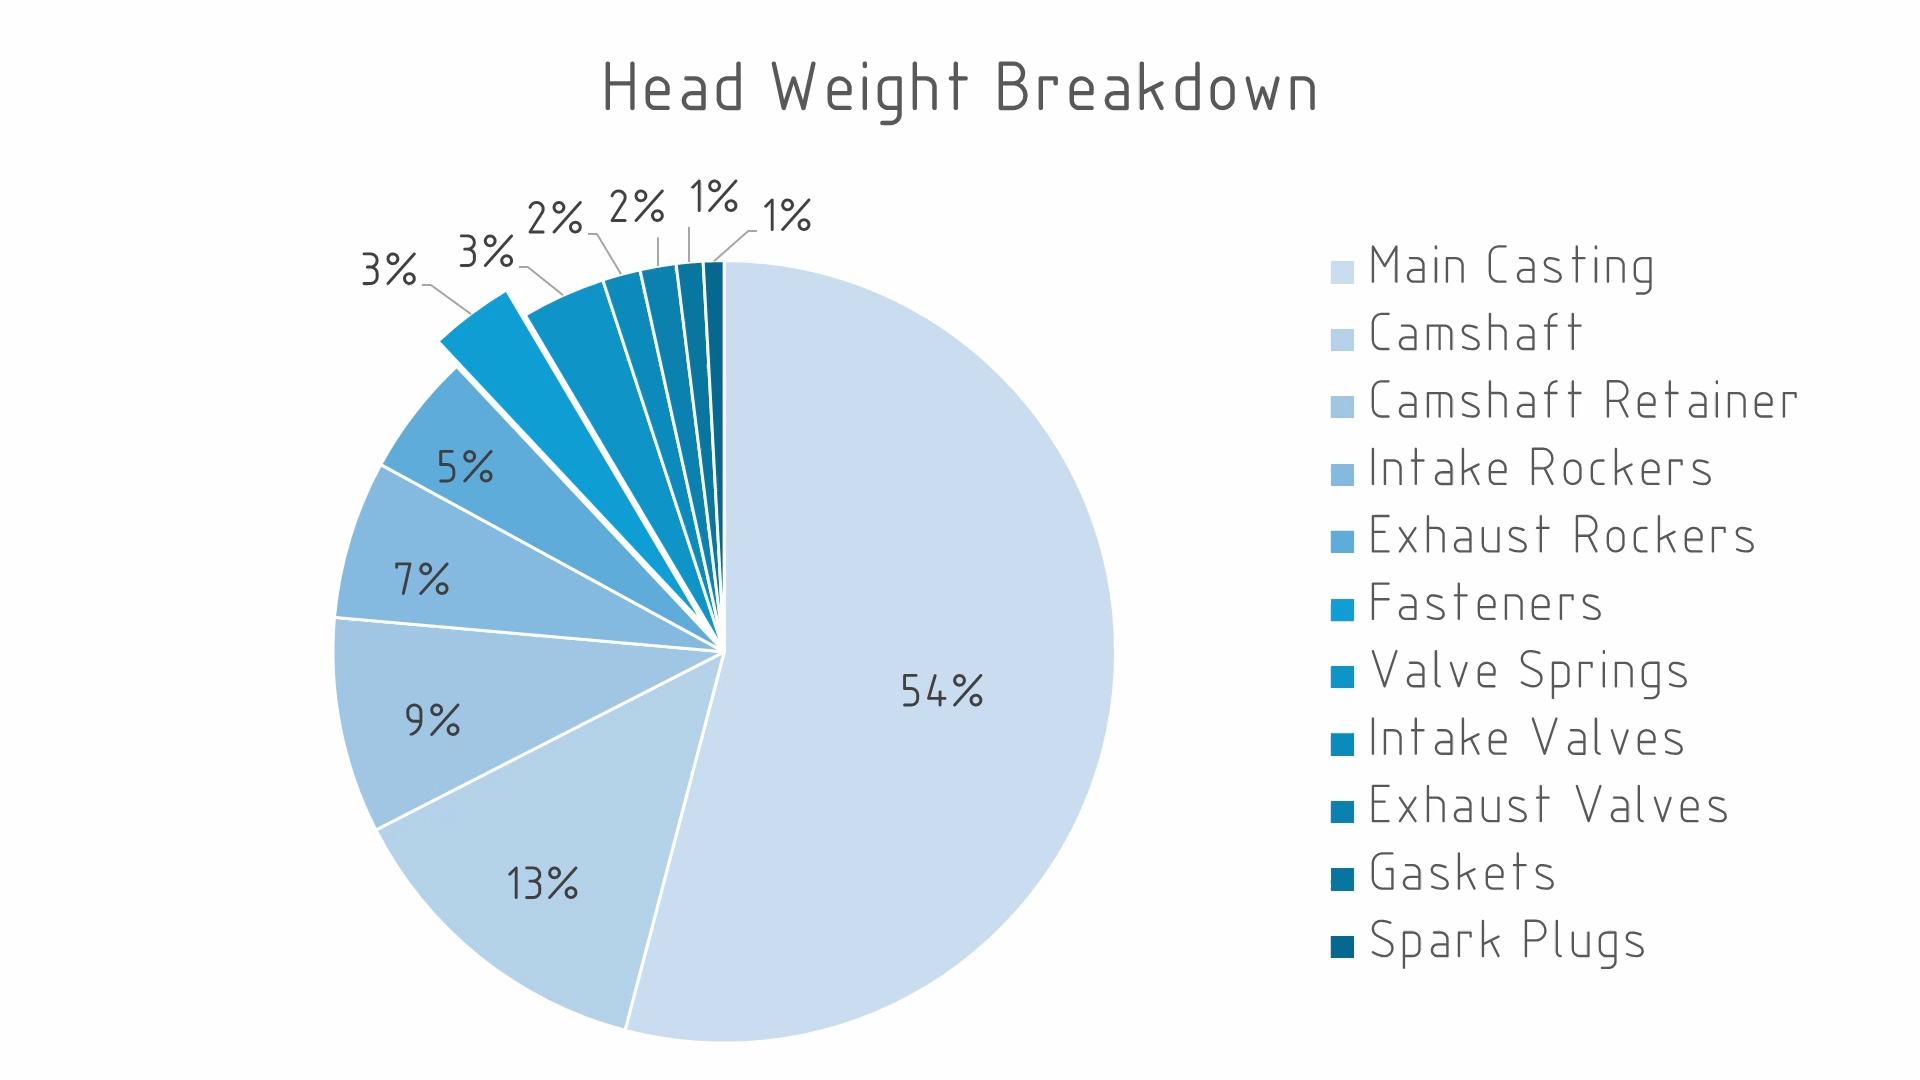 Head Weight Breakdown
3%
3%
2%
2%
1%
1%
5%
7%
9%
13%
54%
Main Casting
Camshaft
Camshaft Retainer
Intake Rockers
Exhaust Rockers
Fasteners
Valve Springs
Intake Valves
Exhaust Valves
Gaskets
Spark Plugs